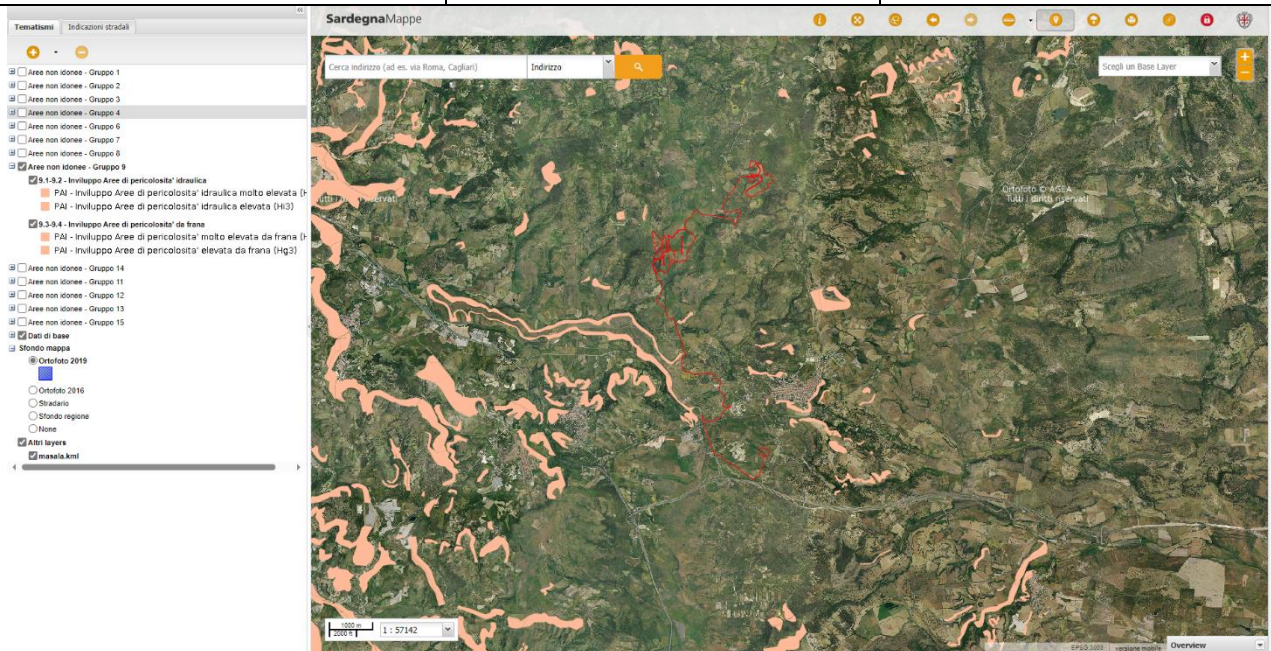 Tematismi
Indicazioni stradali
Aree non idonee - Gruppo 1
Aree non idonee - Gruppo 2
Aree non idonee - Gruppo 3
Aree non idonee - Gruppo 4
Aree non idonee - Gruppo 6
Aree non idonee - Gruppo 7
Aree non idonee - Gruppo 8
Aree non idonee - Gruppo 9
9.1-9.2 - Inviluppo Aree di pericolosita' idraulica
PAI - Inviluppo Aree di pericolosita' idraulica molto elevata (H
PAI - Inviluppo Aree di pericolosita' idraulica elevata (Hi3)
9.3-9.4 - Inviluppo Aree di pericolosita' da frana
PAI - Inviluppo Aree di pericolosita' molto elevata da frana (H
PAI - Inviluppo Aree di pericolosita' elevata da frana (Hg3)
Aree non idonee - Gruppo 14
Aree non idonee - Gruppo 11
Aree non idonee - Gruppo 12
Aree non idonee - Gruppo 13
Aree non idonee - Gruppo 15
Dati di base
Sfondo mappa
Ortofoto 2019
Ortofoto 2016
Stradario
Sfondo regione
None
Altri layers
masala.kml
SardegnaMappe
Cerca indirizzo (ad es. via Roma, Cagliari)
Indirizzo
Scegli un Base Layer
Ortofoto © AGEA
Tutti i diritti riservati
Tutti i diritti riservati
1000 m
2000 ft
1 : 57142
EPSG:3003
versione mobile
Overview